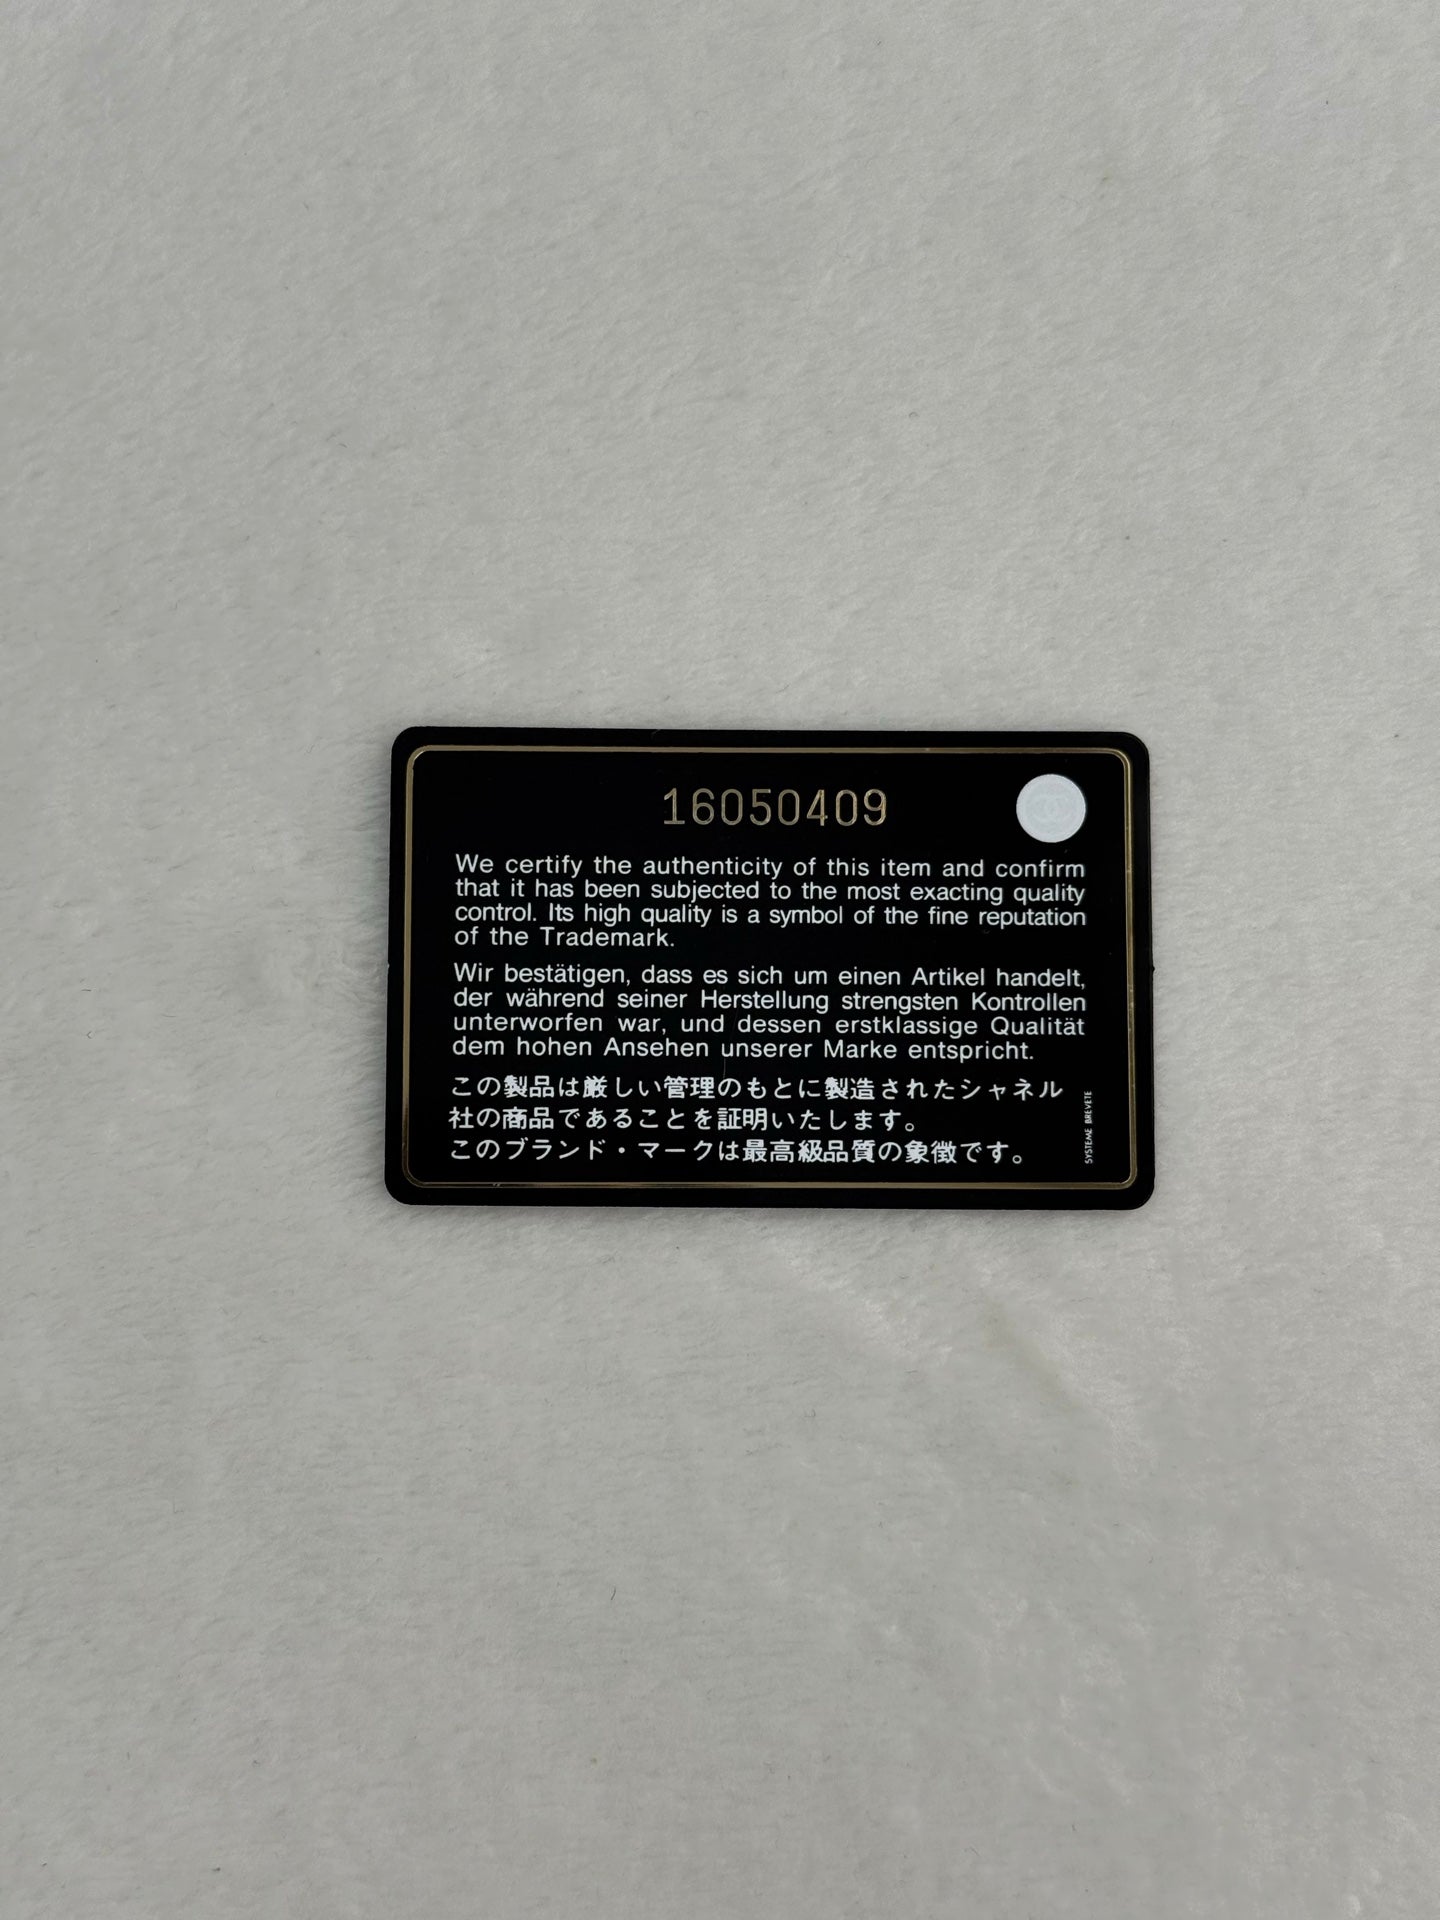 16050409
We certify the authenticity of this item and confirm
that it has been subjected to the most exacting quality
control. Its high quality is a symbol of the fine reputation
of the Trademark.
Wir bestätigen, dass es sich um einen Artikel handelt,
der während seiner Herstellung strengsten Kontrollen
unterworfen war, und dessen erstklassige Qualität
dem hohen Ansehen unserer Marke entspricht.
この製品は厳しい管理のもとに製造されたシャネル
社の商品であることを証明いたします。
このブランド・マークは最高級品質の象徴です。
SYSTEME BREVETE